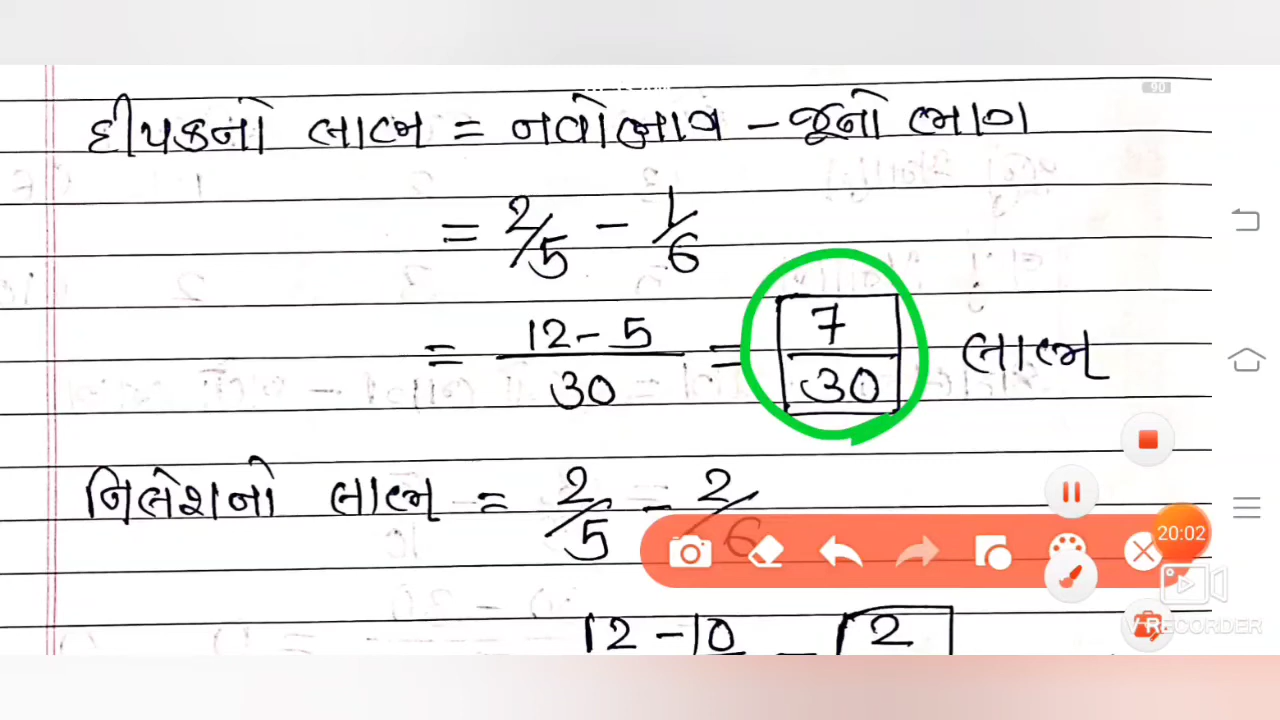 દીપકનો લાભ = નવોભાગ - જૂનો ભાગ
= 2/5 - 1/6
= 12 - 5 / 30 = 7/30 લાભ
નિલેશનો લાભ = 2/5 - 2/6
12 - 10 = 2
90
20:02
V RECORDER